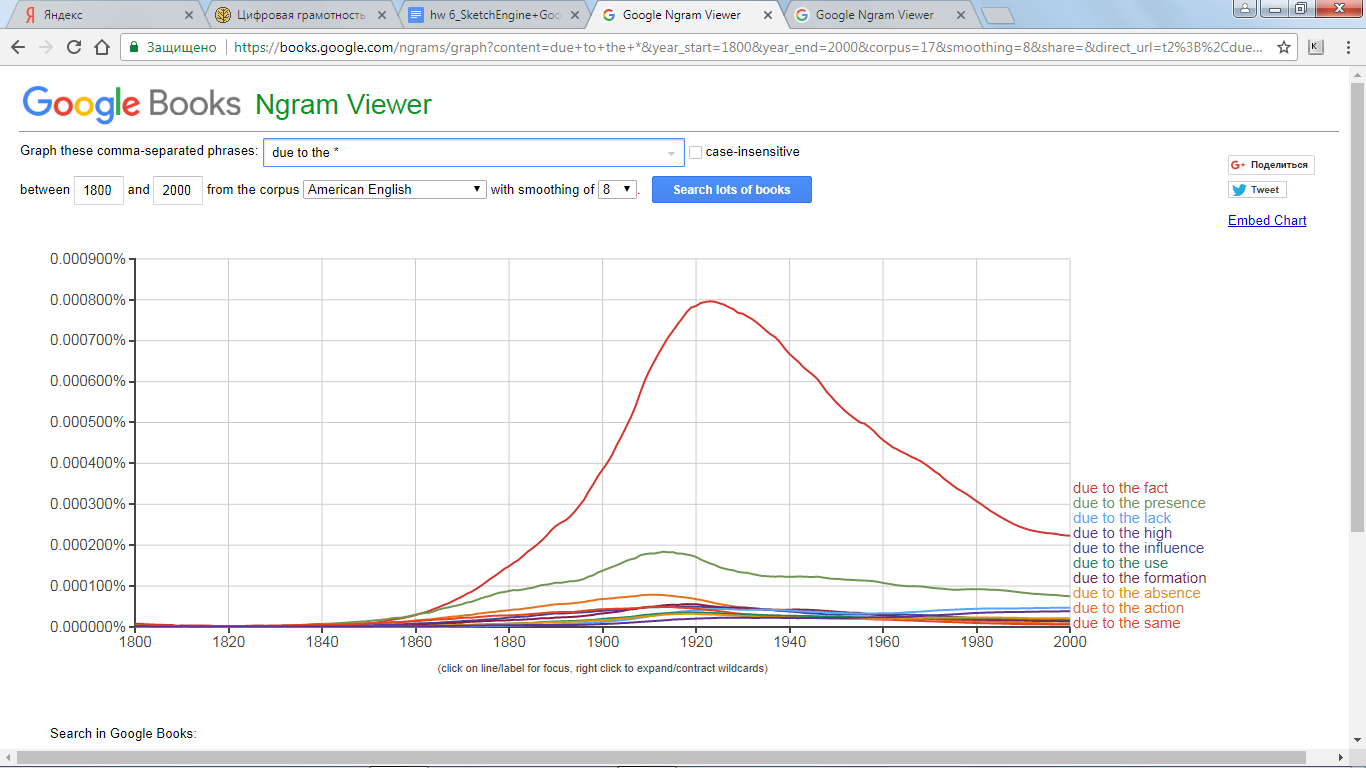 Яндекс
Цифровая грамотность
hw 6_SketchEngine+Goo
Google Ngram Viewer
Google Ngram Viewer
Защищено https://books.google.com/ngrams/graph?content=due+to+the+*&year_start=1800&year_end=2000&corpus=17&smoothing=8&share=&direct_url=t2%3B%2Cdue...
Google Books Ngram Viewer
Graph these comma-separated phrases: due to the * case-insensitive
between 1800 and 2000 from the corpus American English with smoothing of 8 . Search lots of books
G+ Поделиться
Tweet
Embed Chart
0.000900%
0.000800%
0.000700%
0.000600%
0.000500%
0.000400%
0.000300%
0.000200%
0.000100%
0.000000%
1800 1820 1840 1860 1880 1900 1920 1940 1960 1980 2000
due to the fact
due to the presence
due to the lack
due to the high
due to the influence
due to the use
due to the formation
due to the absence
due to the action
due to the same
(click on line/label for focus, right click to expand/contract wildcards)
Search in Google Books: